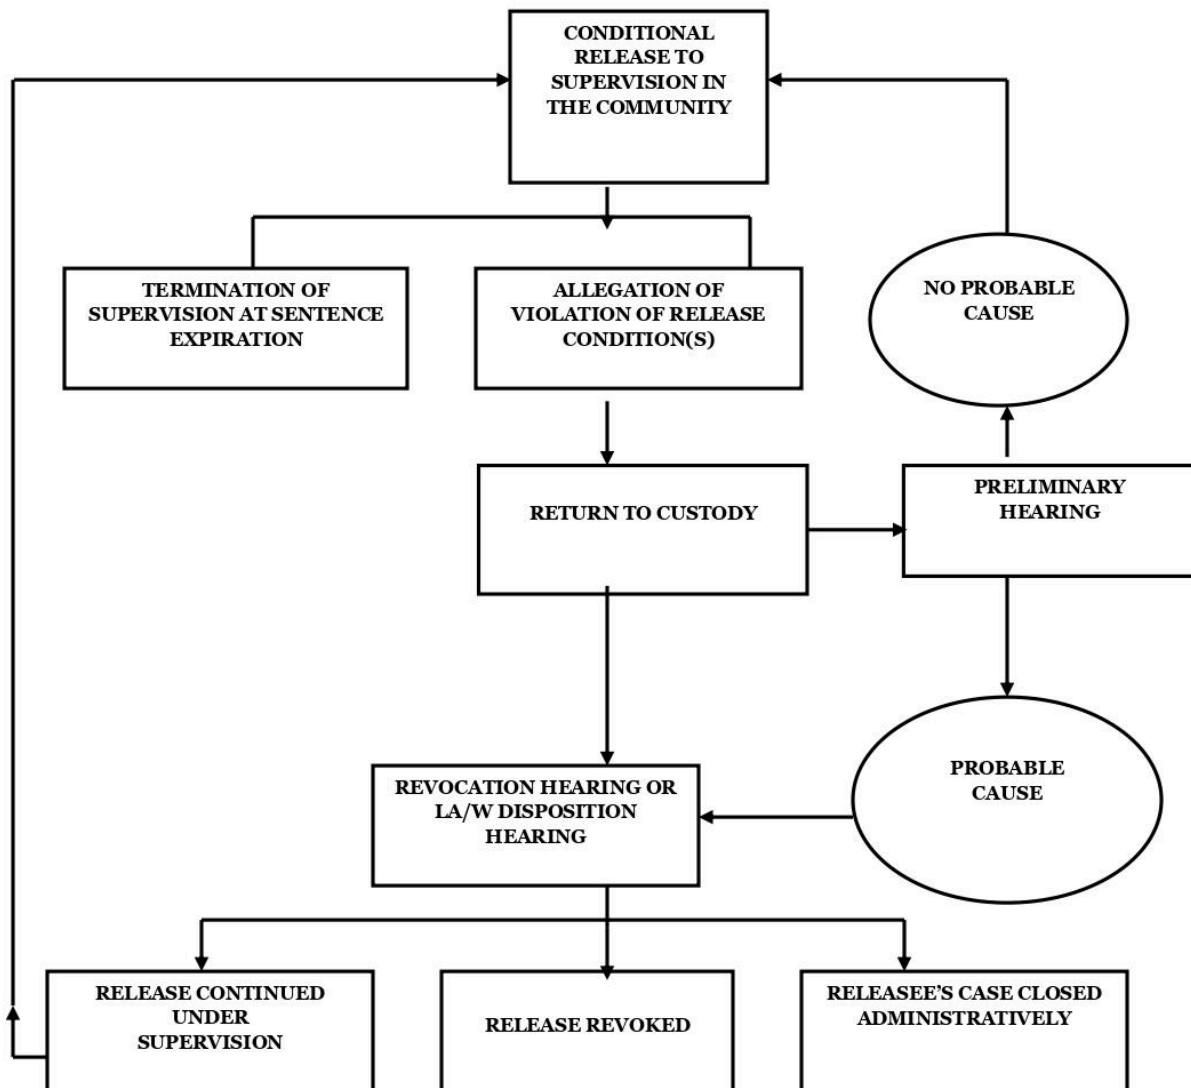 CONDITIONAL
RELEASE TO
SUPERVISION IN
THE COMMUNITY
TERMINATION OF
SUPERVISION AT SENTENCE
EXPIRATION
ALLEGATION OF
VIOLATION OF RELEASE
CONDITION(S)
NO PROBABLE
CAUSE
RETURN TO CUSTODY
PRELIMINARY
HEARING
REVOCATION HEARING OR
LA/W DISPOSITION
HEARING
PROBABLE
CAUSE
RELEASE CONTINUED
UNDER
SUPERVISION
RELEASE REVOKED
RELEASEE’S CASE CLOSED
ADMINISTRATIVELY